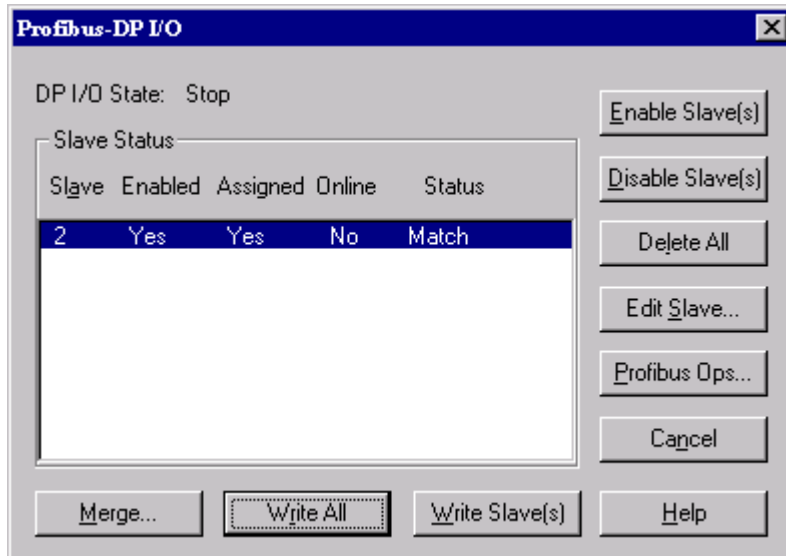 Profibus-DP I/O
DP I/O State: Stop
Slave Status
Slave Enabled Assigned Online Status
2 Yes Yes No Match
Enable Slave(s)
Disable Slave(s)
Delete All
Edit Slave...
Profibus Ops...
Cancel
Merge... Write All Write Slave(s) Help